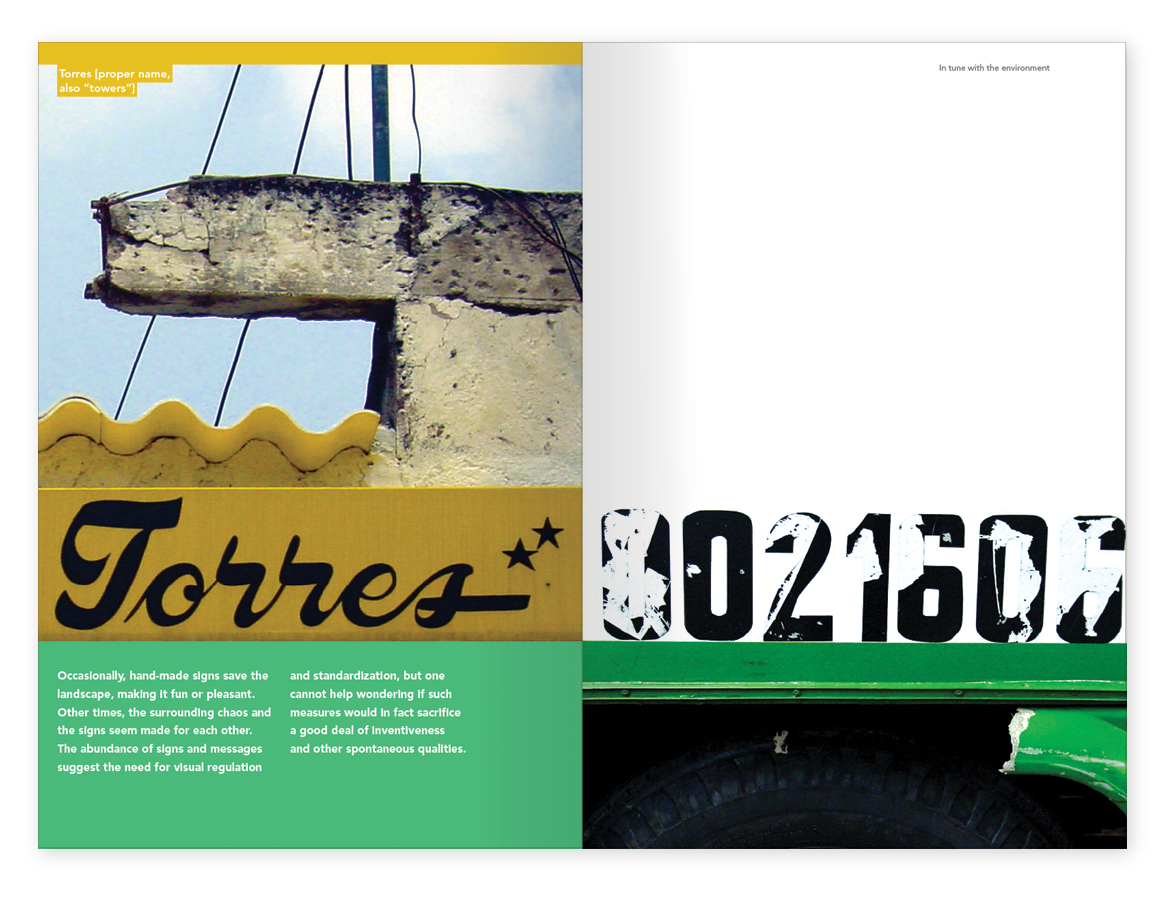 Torres [proper name,
also “towers”]
In tune with the environment
Torres
0021606
Occasionally, hand-made signs save the
landscape, making it fun or pleasant.
Other times, the surrounding chaos and
the signs seem made for each other.
The abundance of signs and messages
suggest the need for visual regulation
and standardization, but one
cannot help wondering if such
measures would in fact sacrifice
a good deal of inventiveness
and other spontaneous qualities.